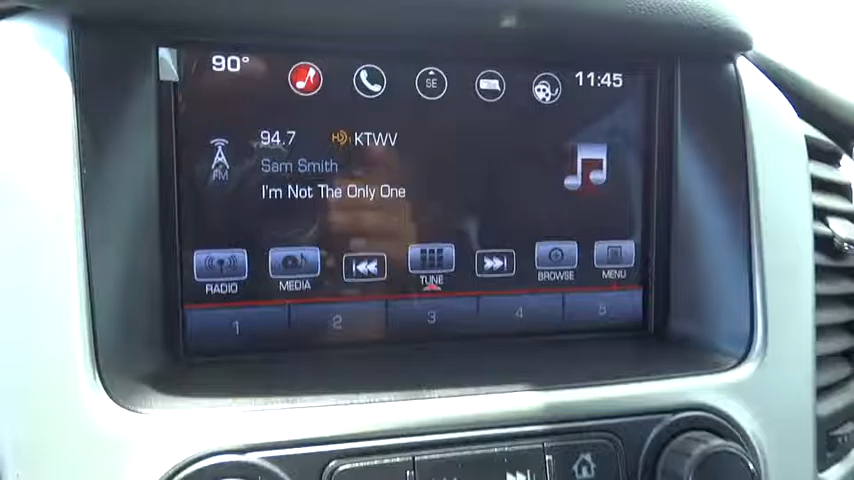 90° SE 11:45
94.7 HD1 KTWV
FM Sam Smith
I'm Not The Only One
RADIO MEDIA TUNE BROWSE MENU
1 2 3 4 5